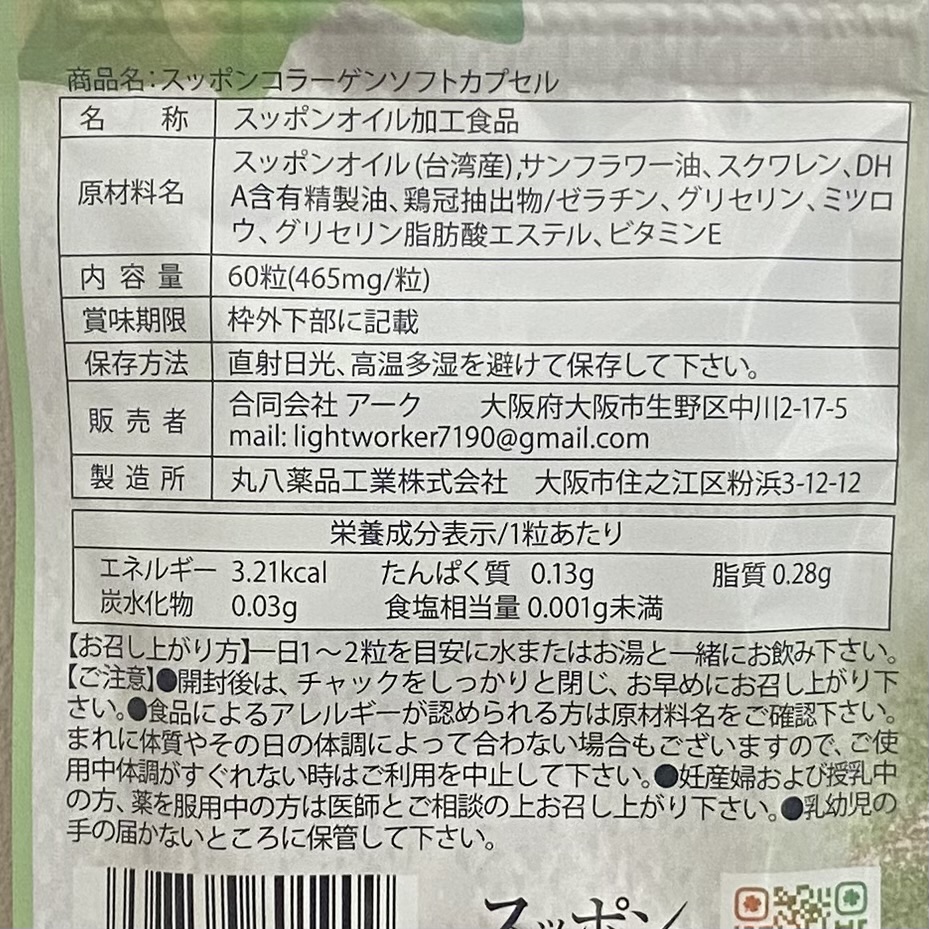 商品名：スッポンコラーゲンソフトカプセル
名 称 スッポンオイル加工食品
原材料名 スッポンオイル(台湾産),サンフラワー油、スクワレン、DH
A含有精製油、鶏冠抽出物/ゼラチン、グリセリン、ミツロ
ウ、グリセリン脂肪酸エステル、ビタミンE
内容量 60粒(465mg/粒)
賞味期限 枠外下部に記載
保存方法 直射日光、高温多湿を避けて保存して下さい。
販売者 合同会社 アーク 大阪府大阪市生野区中川2-17-5
mail: lightworker7190@gmail.com
製造所 丸八薬品工業株式会社 大阪市住之江区粉浜3-12-12
栄養成分表示/1粒あたり
エネルギー 3.21kcal たんぱく質 0.13g 脂質 0.28g
炭水化物 0.03g 食塩相当量 0.001g未満
【お召し上がり方】一日1～2粒を目安に水またはお湯と一緒にお飲み下さい。
【ご注意】●開封後は、チャックをしっかりと閉じ、お早めにお召し上がり下
さい。●食品によるアレルギーが認められる方は原材料名をご確認下さい。
まれに体質やその日の体調によって合わない場合もございますので、ご使
用中体調がすぐれない時はご利用を中止して下さい。●妊産婦および授乳中
の方、薬を服用中の方は医師とご相談の上お召し上がり下さい。●乳幼児の
手の届かないところに保管して下さい。
スッポン